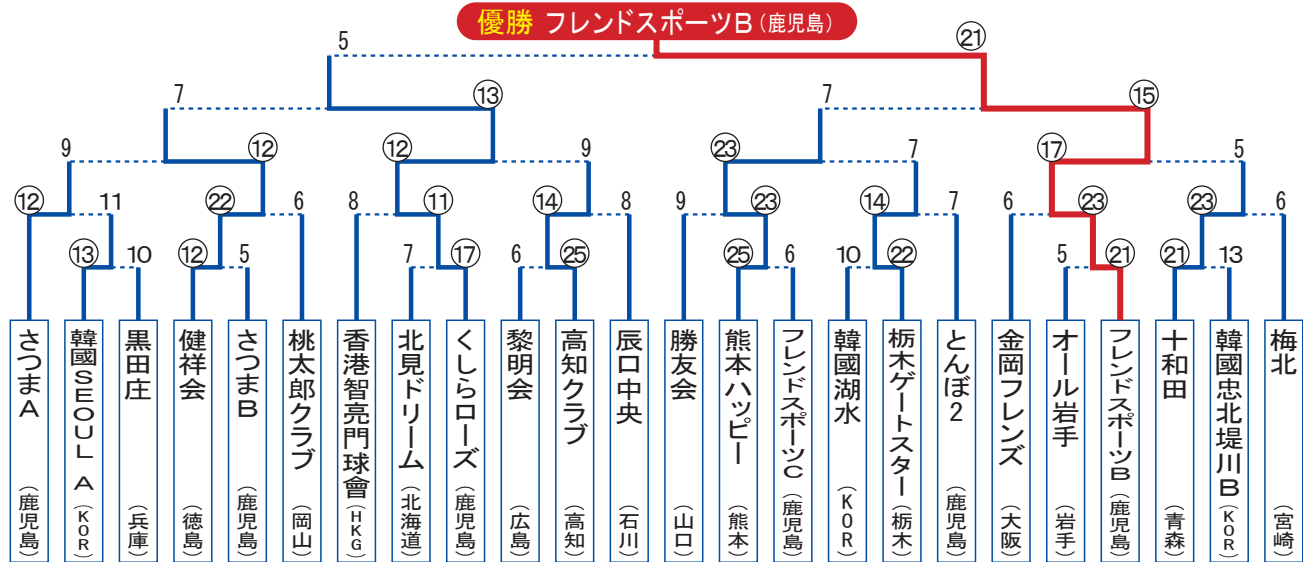 優勝 フレンドスポーツB(鹿児島)
5 ㉑
7 ⑬ 7 ⑮
9 ⑫ ⑫ 9 ㉓ 7 ⑰ 5
⑫ 11 ㉒ 6 8 ⑪ ⑭ 8 9 ㉓ ⑭ 7 6 ㉓ ㉓ 6
⑬ 10 ⑫ 5 7 ⑰ 6 ㉕ ㉕ 6 10 ㉒ 5 ㉑ ㉑ 13
さつまA(鹿児島)
韓國SEOUL A(KOR)
黒田庄(兵庫)
健祥会(徳島)
さつまB(鹿児島)
桃太郎クラブ(岡山)
香港智亮門球會(HKG)
北見ドリーム(北海道)
くしらローズ(鹿児島)
黎明会(広島)
高知クラブ(高知)
辰口中央(石川)
勝友会(山口)
熊本ハッピー(熊本)
フレンドスポーツC(鹿児島)
韓國湖水(KOR)
栃木ゲートスター(栃木)
とんぼ2(鹿児島)
金岡フレンズ(大阪)
オール岩手(岩手)
フレンドスポーツB(鹿児島)
十和田(青森)
韓國忠北堤川B(KOR)
梅北(宮崎)